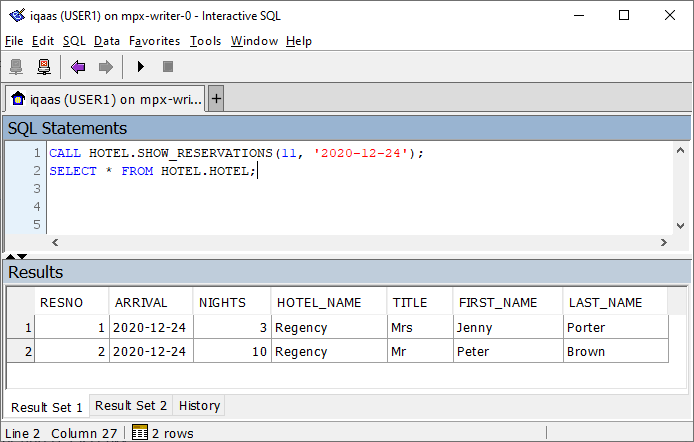 iqaas (USER1) on mpx-writer-0 - Interactive SQL
File Edit SQL Data Favorites Tools Window Help
iqaas (USER1) on mpx-wri... +
SQL Statements
1 CALL HOTEL.SHOW_RESERVATIONS(11, '2020-12-24');
2 SELECT * FROM HOTEL.HOTEL;
3
4
5
Results
RESNO ARRIVAL NIGHTS HOTEL_NAME TITLE FIRST_NAME LAST_NAME
1 1 2020-12-24 3 Regency Mrs Jenny Porter
2 2 2020-12-24 10 Regency Mr Peter Brown
Result Set 1 Result Set 2 History
Line 2 Column 27 2 rows